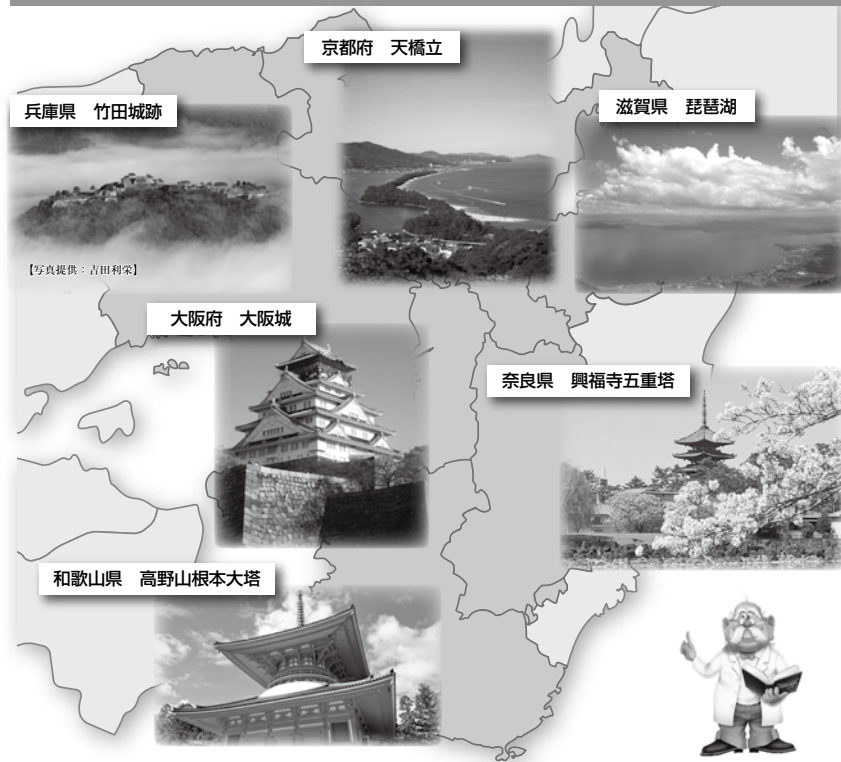 京都府　天橋立
兵庫県　竹田城跡
滋賀県　琵琶湖
【写真提供：吉田利栄】
大阪府　大阪城
奈良県　興福寺五重塔
和歌山県　高野山根本大塔